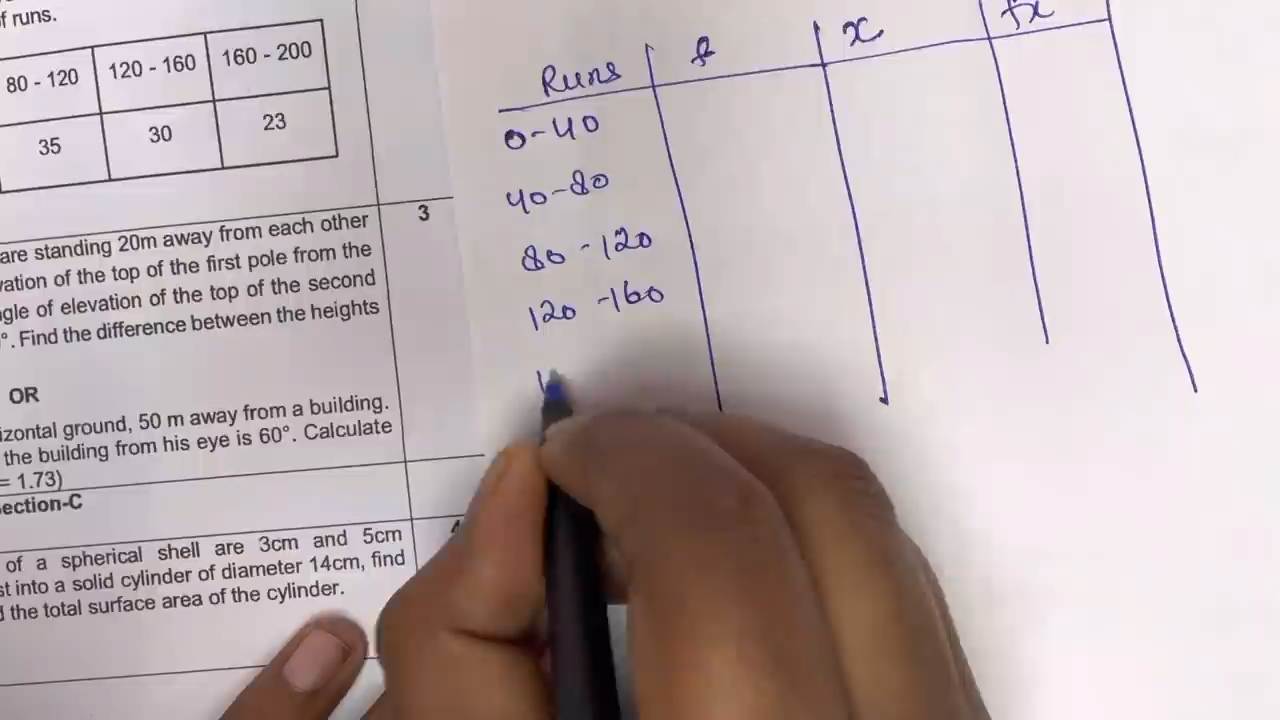 f runs.
80 - 120 120 - 160 160 - 200
35 30 23
are standing 20m away from each other
vation of the top of the first pole from the
gle of elevation of the top of the second
°. Find the difference between the heights
3
OR
izontal ground, 50 m away from a building.
the building from his eye is 60°. Calculate
= 1.73)
ection-C
of a spherical shell are 3cm and 5cm
st into a solid cylinder of diameter 14cm, find
d the total surface area of the cylinder.
Runs f x fx
0-40
40-80
80-120
120-160